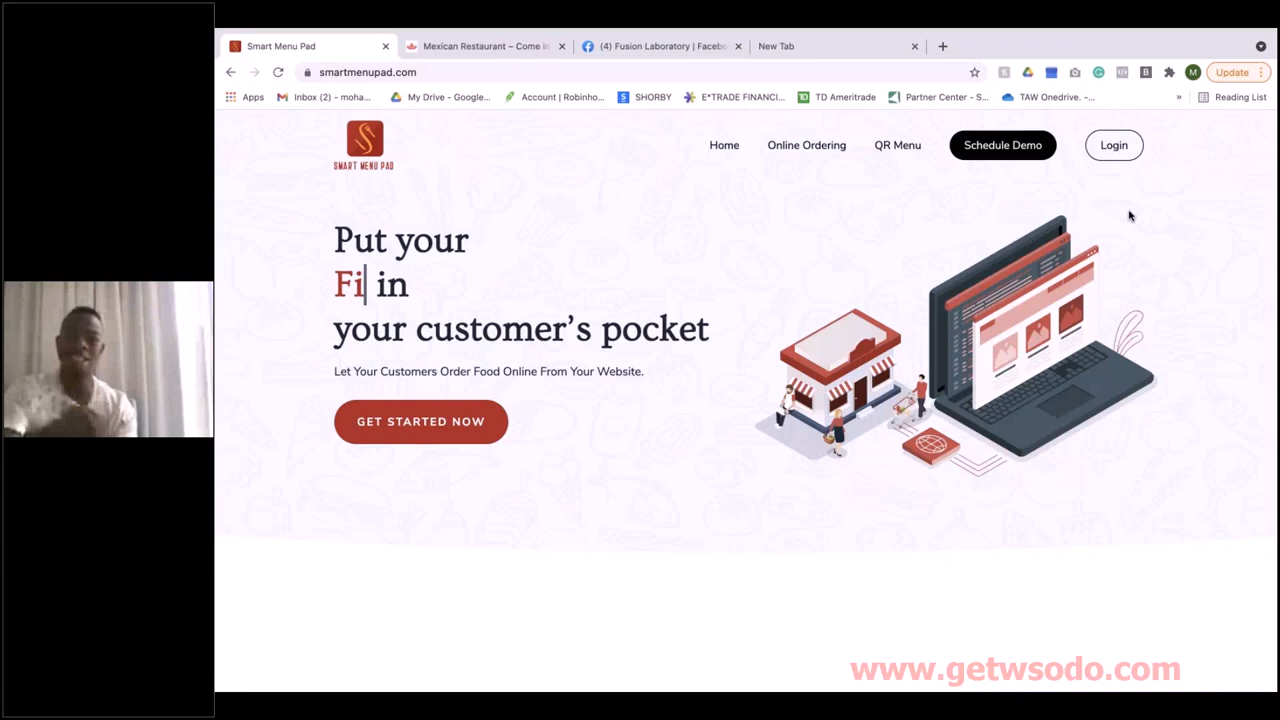 Smart Menu Pad
Mexican Restaurant – Come in
(4) Fusion Laboratory | Facebo
New Tab
smartmenupad.com
Update
Apps
Inbox (2) - moha...
My Drive - Google...
Account | Robinho...
SHORBY
E*TRADE FINANCI...
TD Ameritrade
Partner Center - S...
TAW Onedrive. -...
»
Reading List
SMART MENU PAD
Home
Online Ordering
QR Menu
Schedule Demo
Login
Put your
Fi in
your customer's pocket
Let Your Customers Order Food Online From Your Website.
GET STARTED NOW
www.getwsodo.com